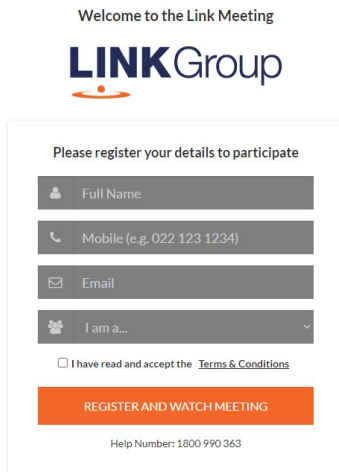 Welcome to the Link Meeting
LINKGroup
Please register your details to participate
Full Name
Mobile (e.g. 022 123 1234)
Email
I am a...
I have read and accept the Terms & Conditions
REGISTER AND WATCH MEETING
Help Number: 1800 990 363